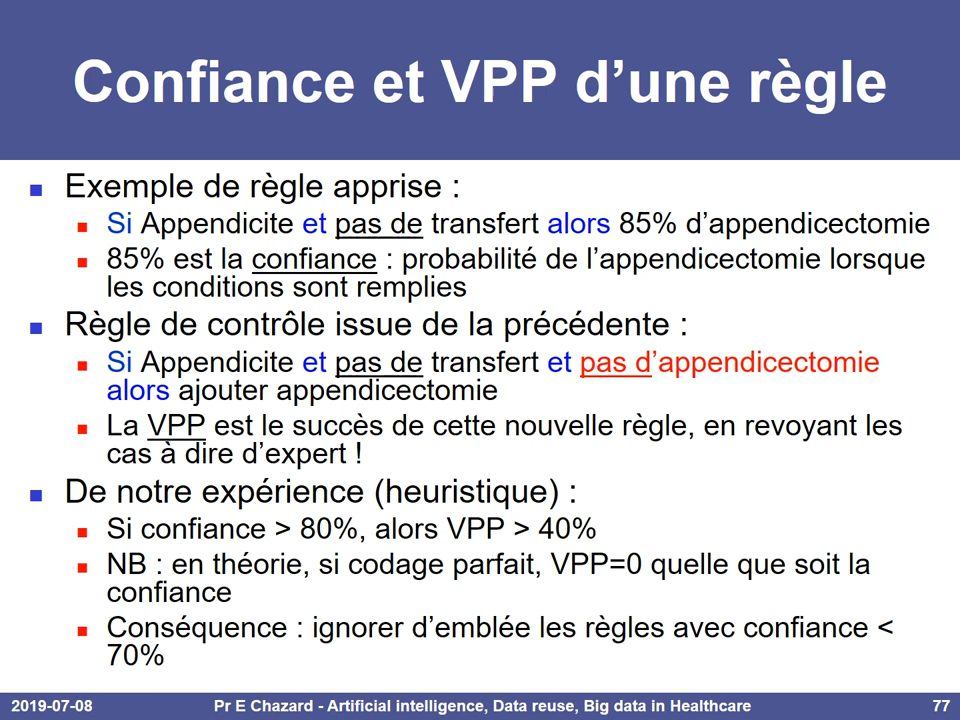 Confiance et VPP d’une règle
Exemple de règle apprise :
Si Appendicite et pas de transfert alors 85% d’appendicectomie
85% est la confiance : probabilité de l’appendicectomie lorsque
les conditions sont remplies
Règle de contrôle issue de la précédente :
Si Appendicite et pas de transfert et pas d’appendicectomie
alors ajouter appendicectomie
La VPP est le succès de cette nouvelle règle, en revoyant les
cas à dire d’expert !
De notre expérience (heuristique) :
Si confiance > 80%, alors VPP > 40%
NB : en théorie, si codage parfait, VPP=0 quelle que soit la
confiance
Conséquence : ignorer d’emblée les règles avec confiance <
70%
2019-07-08 Pr E Chazard - Artificial intelligence, Data reuse, Big data in Healthcare 77